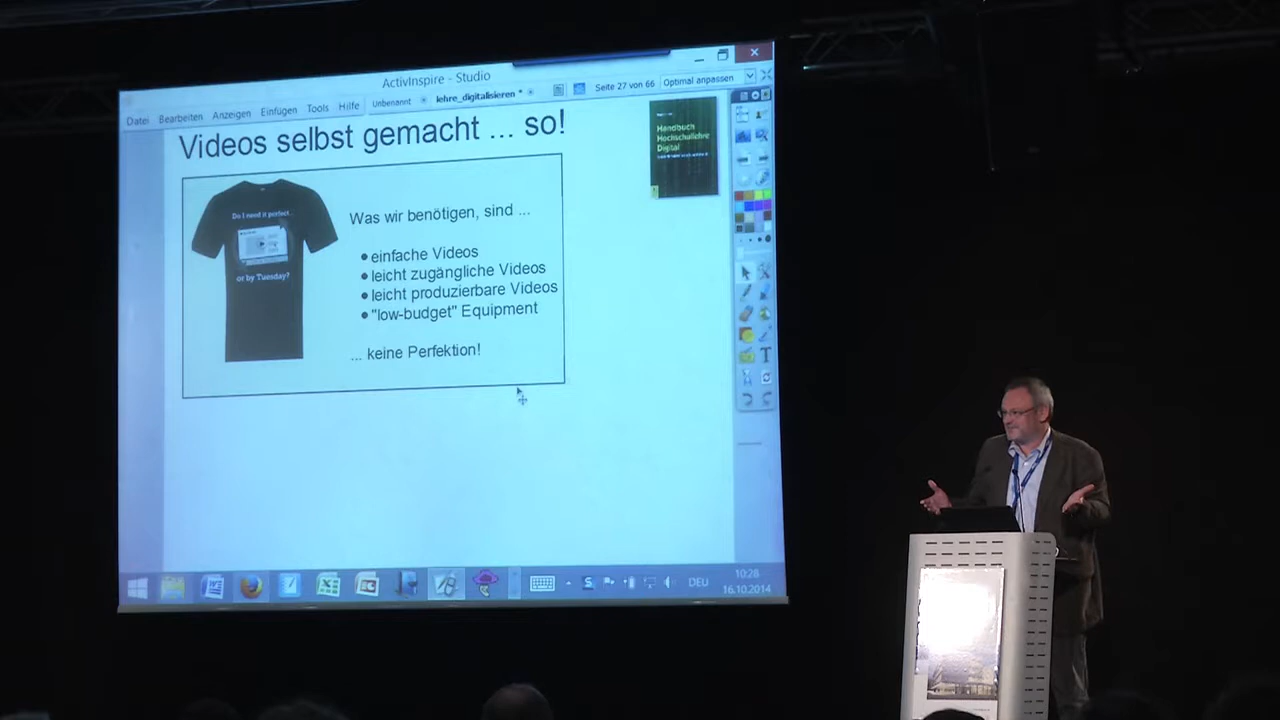 ActivInspire - Studio
Datei Bearbeiten Anzeigen Einfügen Tools Hilfe
Unbenannt lehre_digitalisieren *
Seite 27 von 66
Optimal anpassen
Videos selbst gemacht ... so!
Handbuch
Hochschullehre
Digital
Do I need it perfect..
or by Tuesday?
Was wir benötigen, sind ...
• einfache Videos
• leicht zugängliche Videos
• leicht produzierbare Videos
• "low-budget" Equipment
... keine Perfektion!
DEU
10:28
16.10.2014